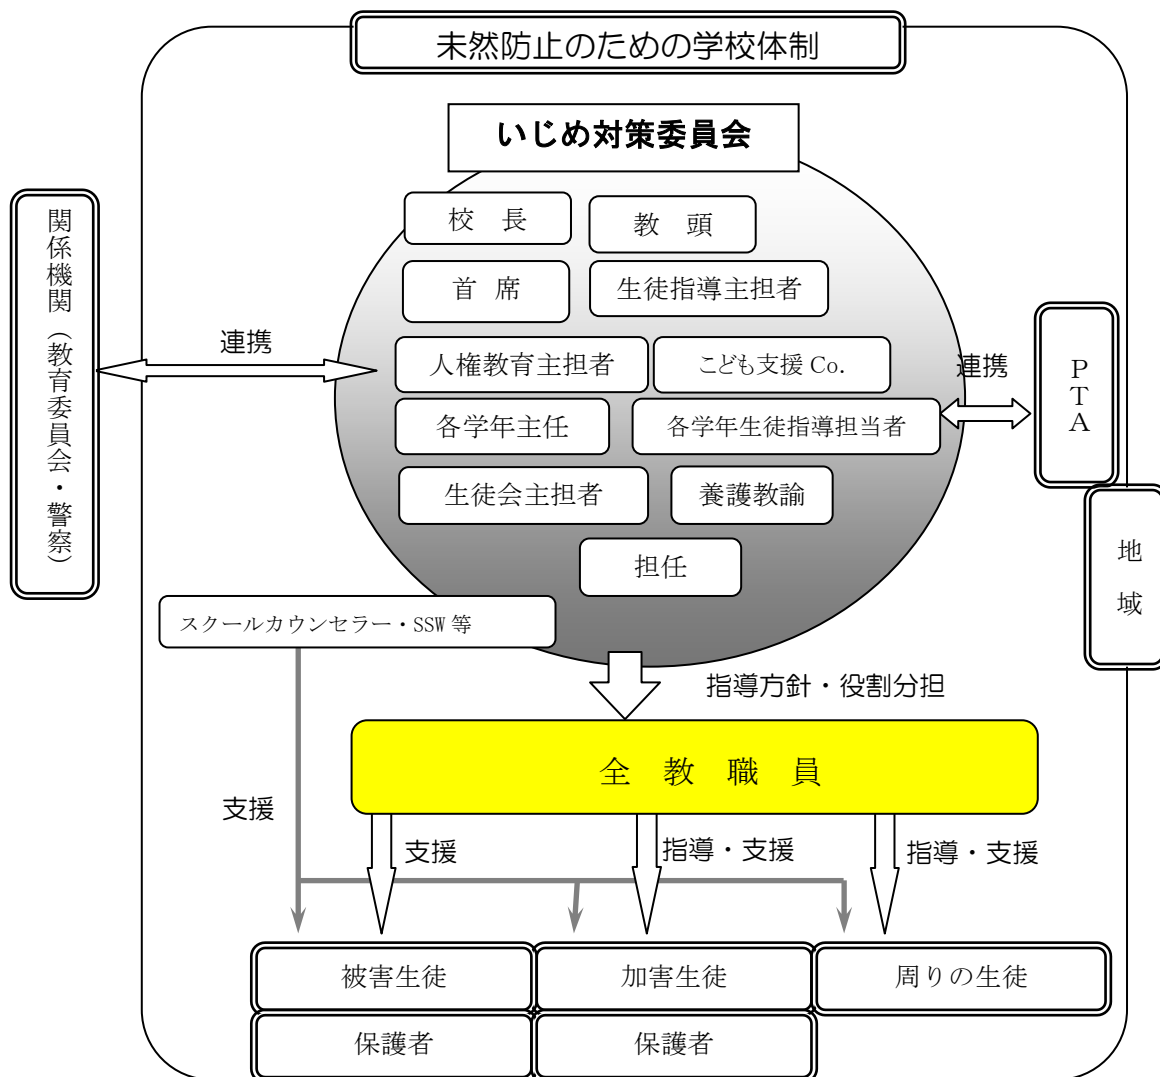 未然防止のための学校体制
いじめ対策委員会
校　長
教　頭
首 席
生徒指導主担者
人権教育主担者
こども支援 Co.
各学年主任
各学年生徒指導担当者
生徒会主担者
養護教諭
担任
スクールカウンセラー・SSW 等
関係機関（教育委員会・警察）
連携
連携
PTA
地域
指導方針・役割分担
全 教 職 員
支援
支援
指導・支援
指導・支援
被害生徒
加害生徒
周りの生徒
保護者
保護者